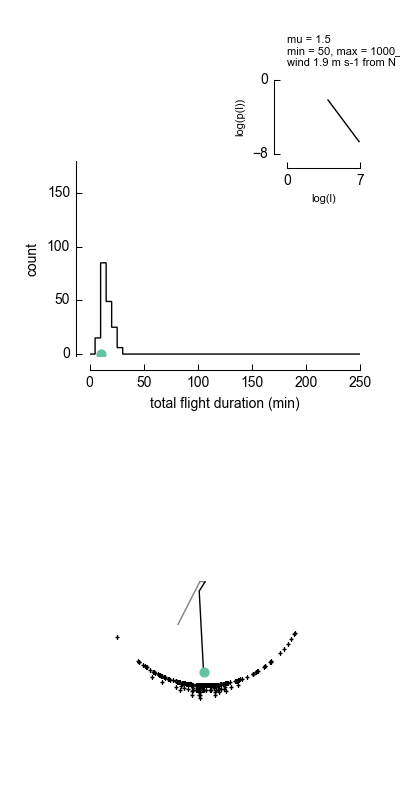 mu = 1.5
min = 50, max = 1000_
wind 1.9 m s-1 from N
0
log(p(l))
−8
0 7
log(l)
150
100
count
50
0
0 50 100 150 200 250
total flight duration (min)